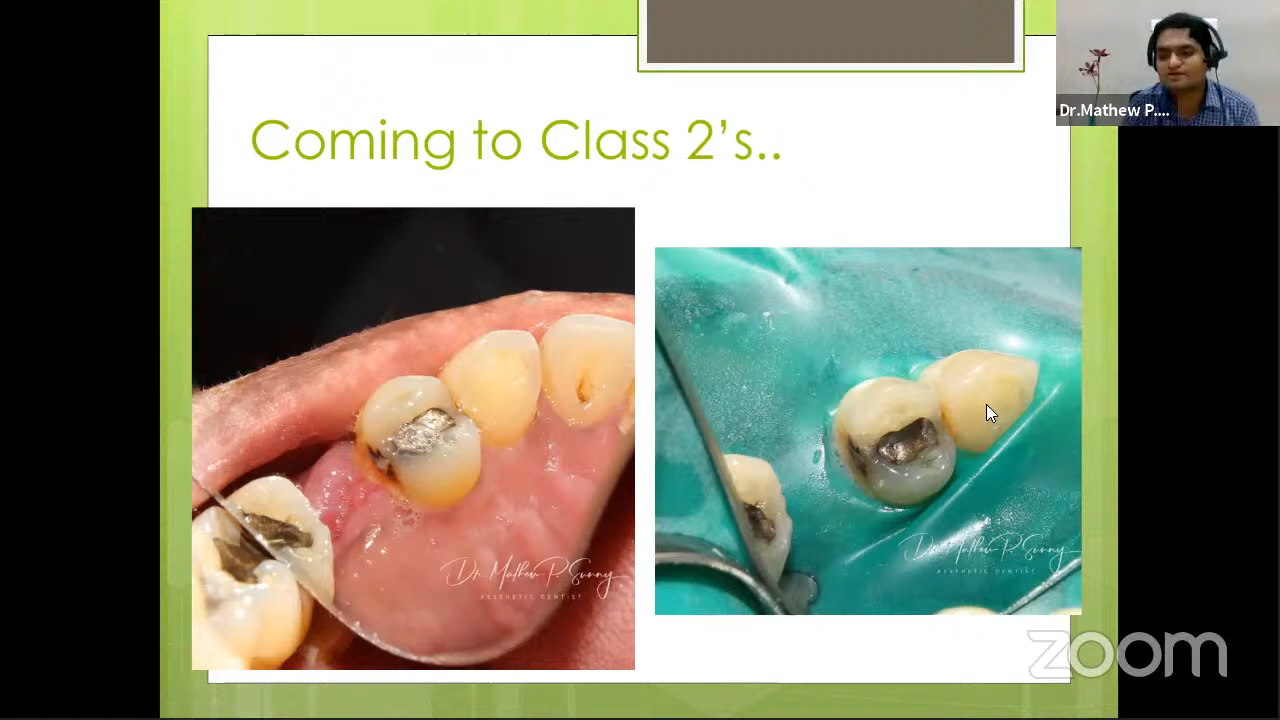 Coming to Class 2's..
Dr.Mathew P....
Dr. Mathew P. Sunny
AESTHETIC DENTIST
Dr. Mathew P. Sunny
AESTHETIC DENTIST
zoom